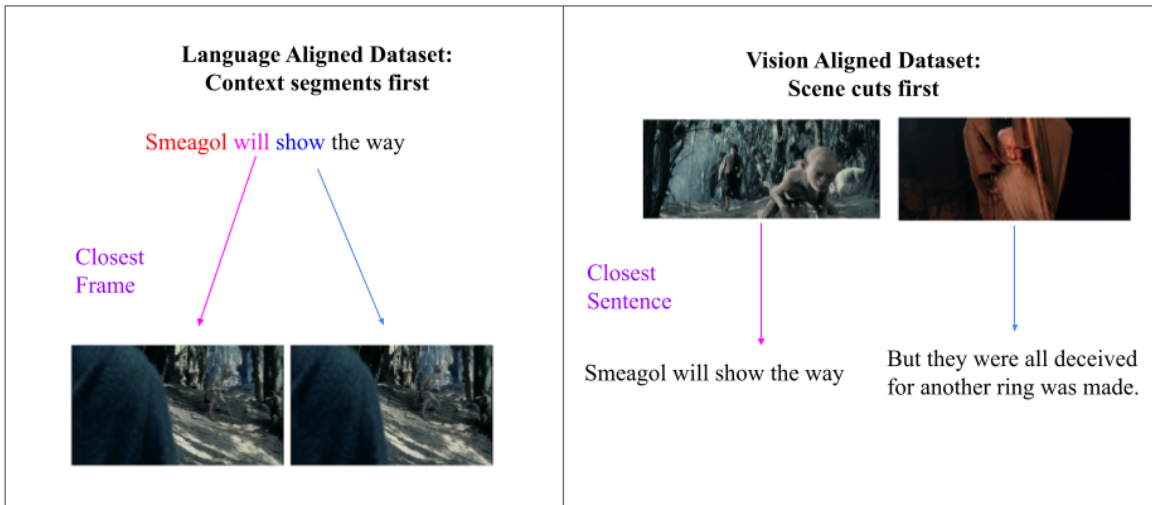 Language Aligned Dataset:
Context segments first
Smeagol will show the way
Closest
Frame
Vision Aligned Dataset:
Scene cuts first
Closest
Sentence
Smeagol will show the way
But they were all deceived
for another ring was made.